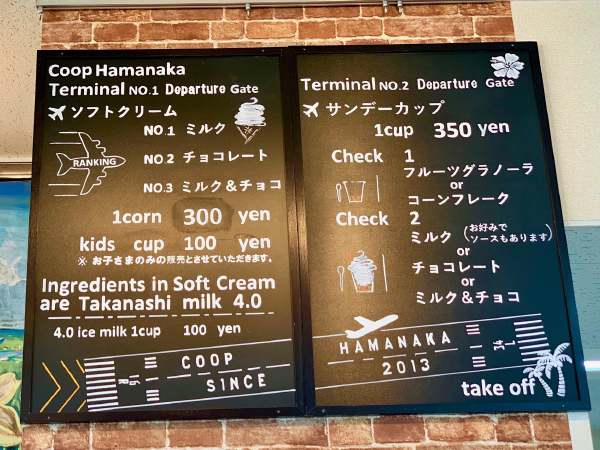 Coop Hamanaka
Terminal NO.1 Departure Gate
ソフトクリーム
RANKING
NO.1 ミルク
NO.2 チョコレート
NO.3 ミルク&チョコ
1corn 300 yen
kids cup 100 yen
※ お子さまのみの販売とさせていただきます。
Ingredients in Soft Cream
are Takanashi milk 4.0
4.0 ice milk 1cup 100 yen
COOP
SINCE
Terminal NO.2 Departure Gate
サンデーカップ
1cup 350 yen
Check 1
フルーツグラノーラ
or
コーンフレーク
Check 2
ミルク (お好みで
ソースもあります)
or
チョコレート
or
ミルク&チョコ
HAMANAKA
2013
take off